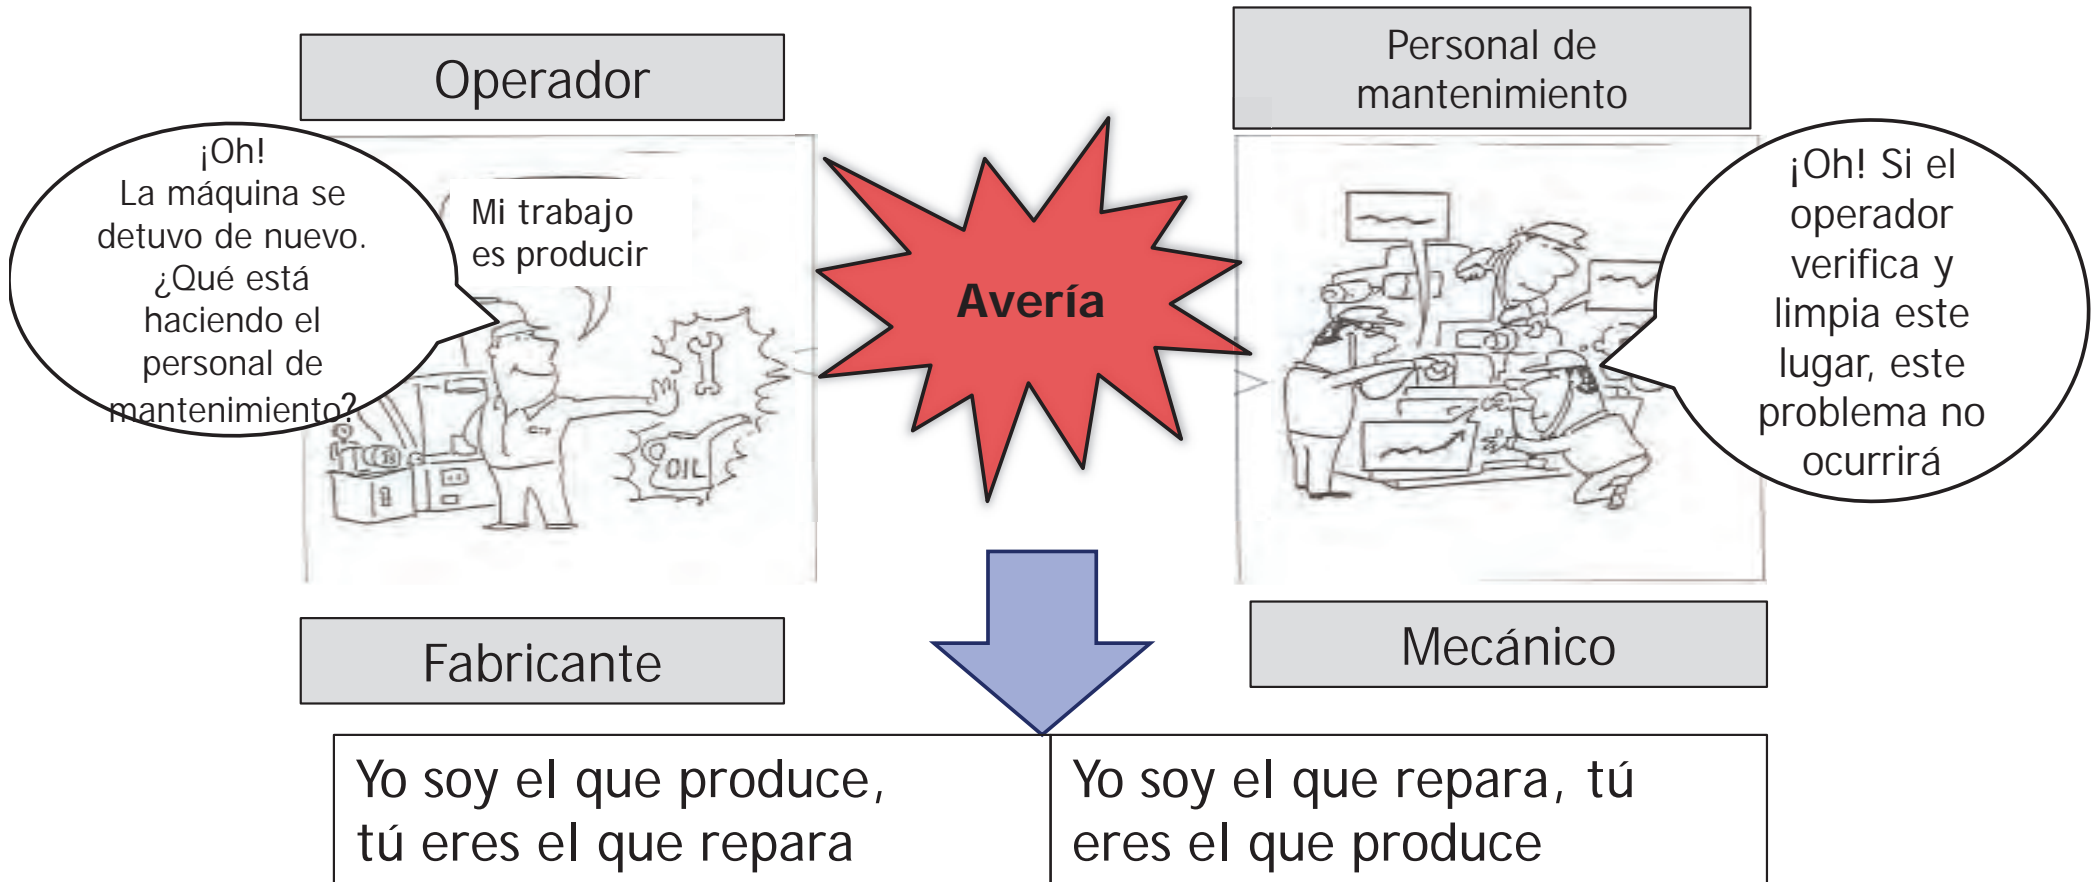 Operador
Personal de
mantenimiento
¡Oh!
La máquina se
detuvo de nuevo.
¿Qué está
haciendo el
personal de
mantenimiento?
Mi trabajo
es producir
OIL
Avería
¡Oh! Si el
operador
verifica y
limpia este
lugar, este
problema no
ocurrirá
Fabricante
Mecánico
Yo soy el que produce,
tú eres el que repara
Yo soy el que repara, tú
eres el que produce